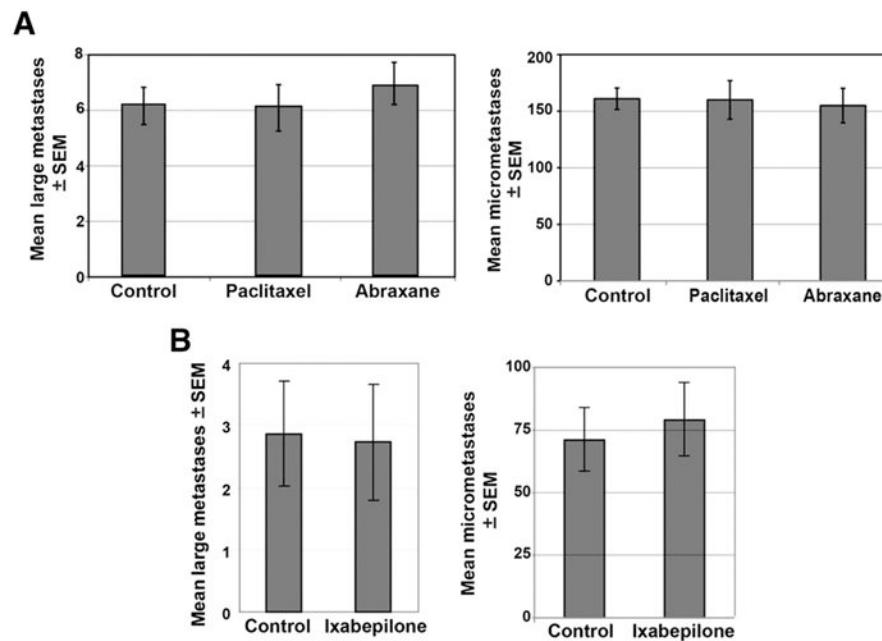 A
Mean large metastases
± SEM
8
6
4
2
0
Control Paclitaxel Abraxane
Mean micrometastases
± SEM
200
150
100
50
0
Control Paclitaxel Abraxane
B
Mean large metastases ± SEM
4
3
2
1
0
Control Ixabepilone
Mean micrometastases
± SEM
100
75
50
25
0
Control Ixabepilone